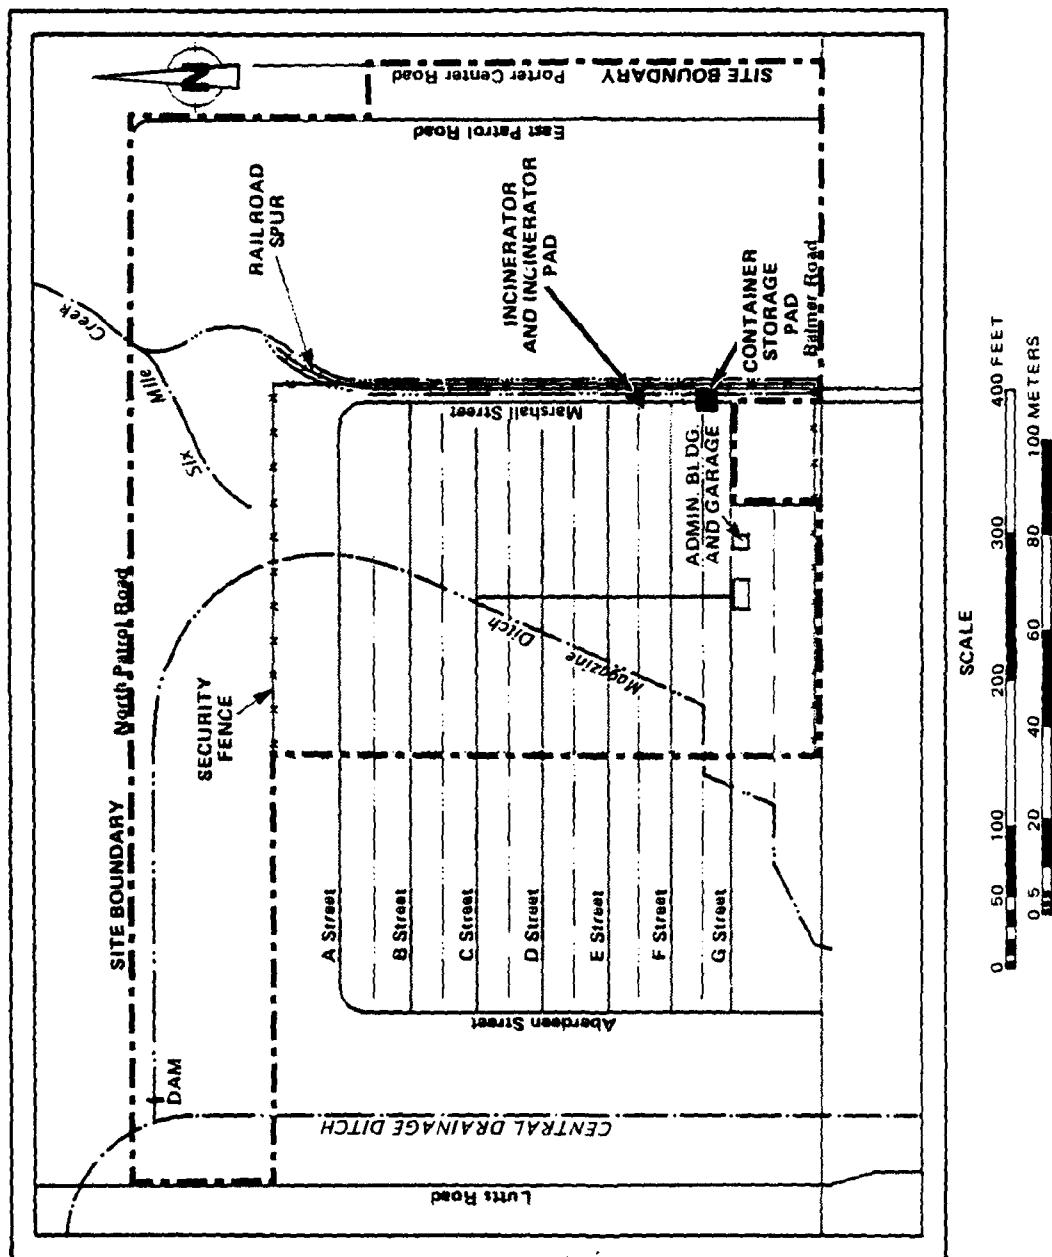 N
Porter Center Road
SITE BOUNDARY
East Patrol Road
RAILROAD
SPUR
INCINERATOR
AND INCINERATOR
PAD
CONTAINER
STORAGE
PAD
Balmer Road
Creek
Mile
Six
Marshall Street
ADMIN. BLDG.
AND GARAGE
North Patrol Road
SITE BOUNDARY
SECURITY
FENCE
Ditch
Magazine
A Street
B Street
C Street
D Street
E Street
F Street
G Street
Aberdeen Street
DAM
CENTRAL DRAINAGE DITCH
Lutts Road
SCALE
0 50 100 200 300 400 FEET
0 5 20 40 60 80 100 METERS